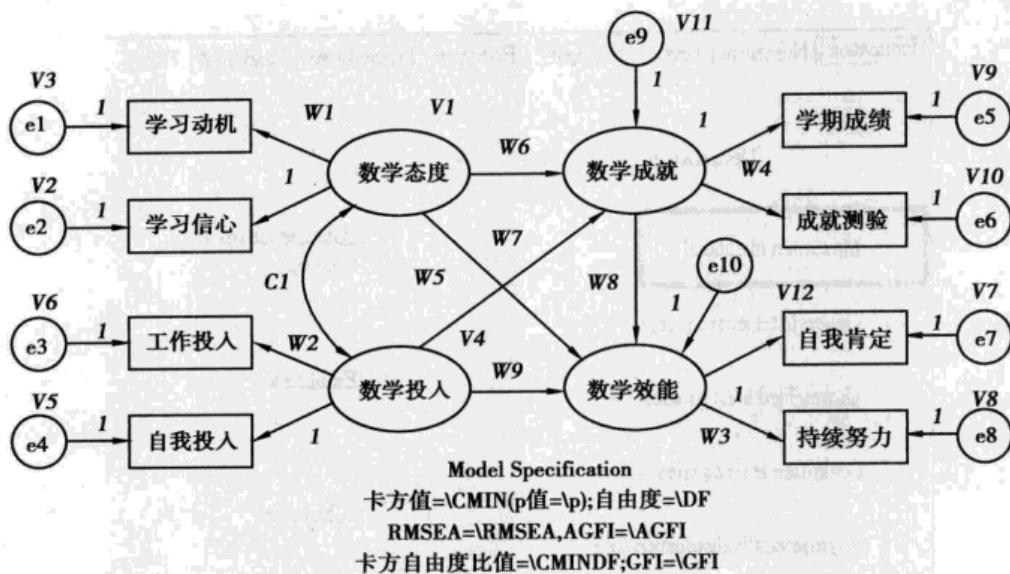 V11
e9
V3
V9
1
1
W1
V1
1
1
e1
学习动机
W6
学期成绩
e5
数学态度
数学成就
V2
1
W4
V10
1
1
e2
学习信心
W7
成就测验
e6
C1
W5
W8
e10
V6
1
V12
V7
1
V4
1
e3
工作投入
W2
自我肯定
e7
W9
V5
数学投入
数学效能
1
V8
1
1
W3
1
e4
自我投入
持续努力
e8
Model Specification
卡方值=\CMIN(p值=\p);自由度=\DF
RMSEA=\RMSEA,AGFI=\AGFI
卡方自由度比值=\CMINDF;GFI=\GFI